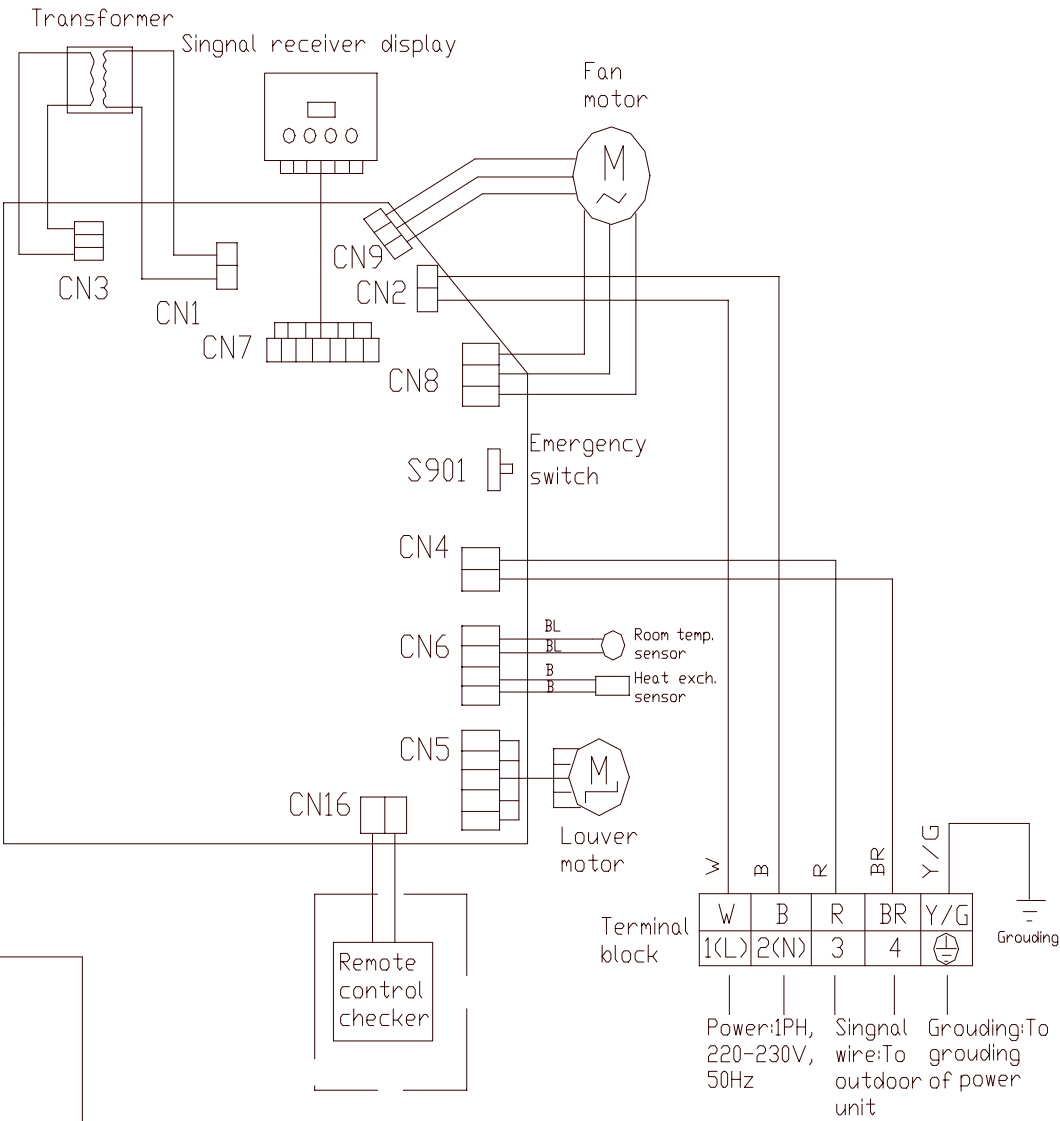 Transformer
Singnal receiver display
Fan
motor
M
CN9
CN3
CN2
CN1
CN7
CN8
Emergency
S901
switch
CN4
BL
CN6
BL
Room temp.
sensor
B
B
Heat exch.
sensor
CN5
M
CN16
Louver
motor
W
B
R
BR
Y/G
Terminal
block
W B R BR Y/G
1(L) 2(N) 3 4
Grouding
Remote
control
checker
Power:1PH,
220-230V,
50Hz
Singnal
wire:To
outdoor
unit
Grouding:To
grouding
of power